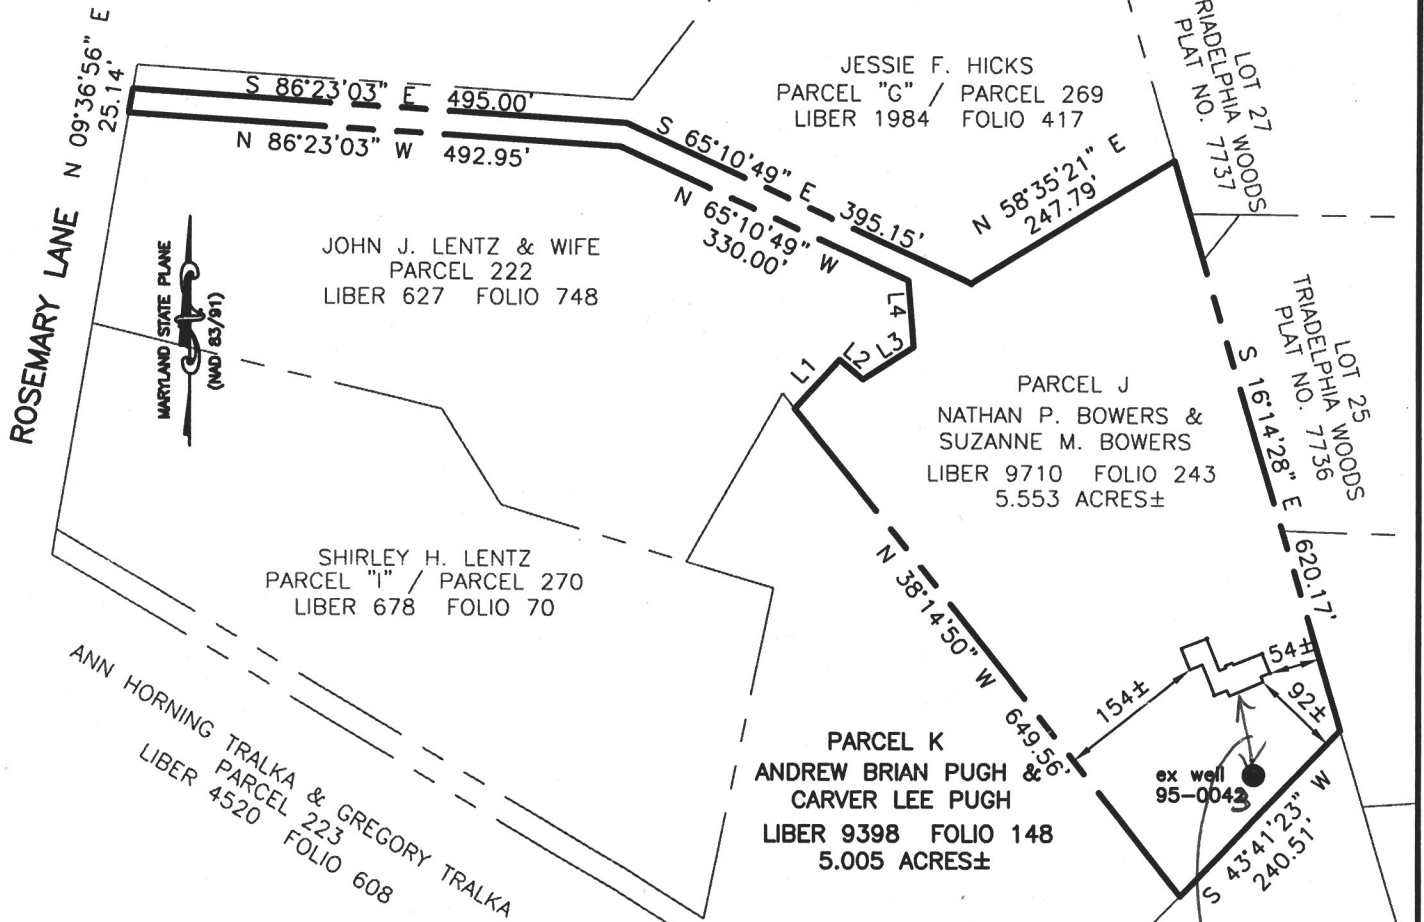 N 09°36'56" E
25.14'
S 86°23'03" E 495.00'
N 86°23'03" W 492.95'
ROSEMARY LANE
MARYLAND STATE PLANE
(NAD 83/91)
JOHN J. LENTZ & WIFE
PARCEL 222
LIBER 627 FOLIO 748
JESSIE F. HICKS
PARCEL "G" / PARCEL 269
LIBER 1984 FOLIO 417
S 65°10'49" E 395.15'
N 65°10'49" W
330.00'
N 58°35'21" E
247.79'
LOT 27
TRIADELPHIA WOODS
PLAT NO. 7737
LOT 25
TRIADELPHIA WOODS
PLAT NO. 7736
L4
L3
L2
L1
PARCEL J
NATHAN P. BOWERS &
SUZANNE M. BOWERS
LIBER 9710 FOLIO 243
5.553 ACRES±
S 16°14'28" E 620.17'
SHIRLEY H. LENTZ
PARCEL "I" / PARCEL 270
LIBER 678 FOLIO 70
N 38°14'50" W 649.56'
ANN HORNING TRALKA & GREGORY TRALKA
PARCEL 223
LIBER 4520 FOLIO 608
PARCEL K
ANDREW BRIAN PUGH &
CARVER LEE PUGH
LIBER 9398 FOLIO 148
5.005 ACRES±
154±
54±
92±
ex well
95-0042
3
S 43°41'23" W
240.51'